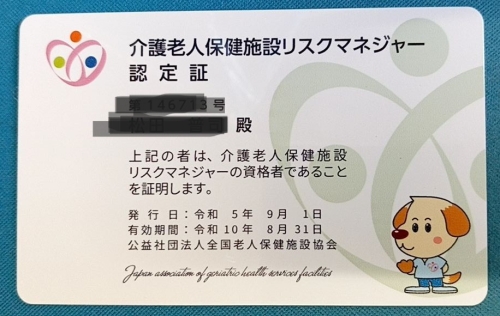 介護老人保健施設リスクマネジャー
認定証
号
殿
上記の者は、介護老人保健施設
リスクマネジャーの資格者であること
を証明します。
発 行 日：令和 5年 9月 1日
有効期間：令和10年 8月31日
公益社団法人全国老人保健施設協会
Japan association of geriatric health services facilities